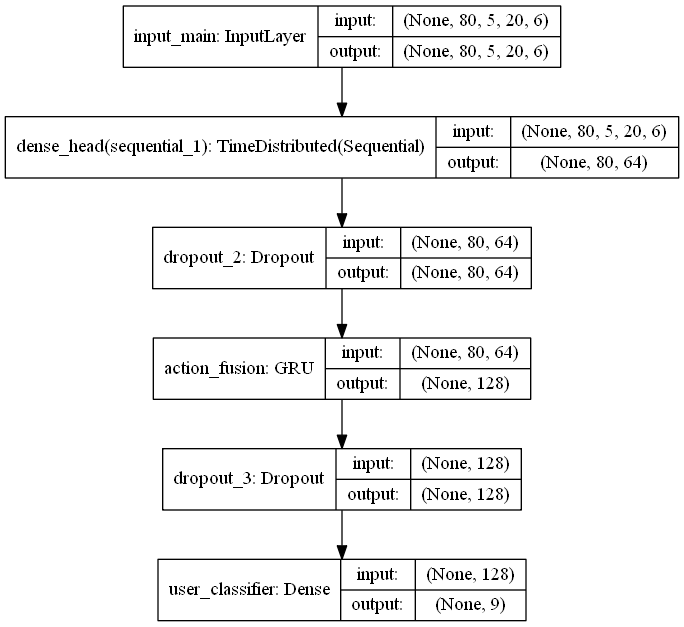 input_main: InputLayer
input: (None, 80, 5, 20, 6)
output: (None, 80, 5, 20, 6)
dense_head(sequential_1): TimeDistributed(Sequential)
input: (None, 80, 5, 20, 6)
output: (None, 80, 64)
dropout_2: Dropout
input: (None, 80, 64)
output: (None, 80, 64)
action_fusion: GRU
input: (None, 80, 64)
output: (None, 128)
dropout_3: Dropout
input: (None, 128)
output: (None, 128)
user_classifier: Dense
input: (None, 128)
output: (None, 9)